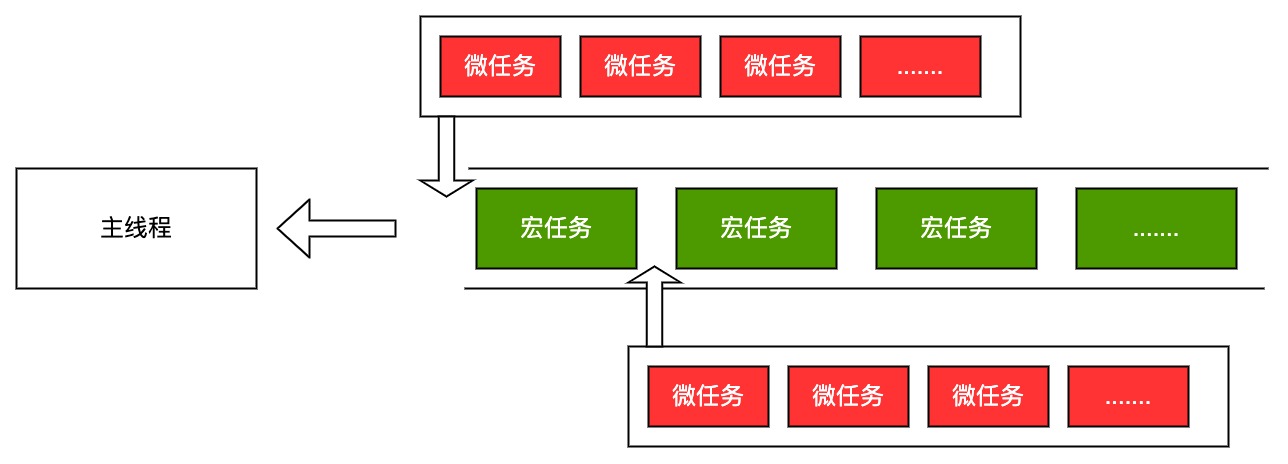 微任务 微任务 微任务 .......
主线程 宏任务 宏任务 宏任务 .......
微任务 微任务 微任务 .......